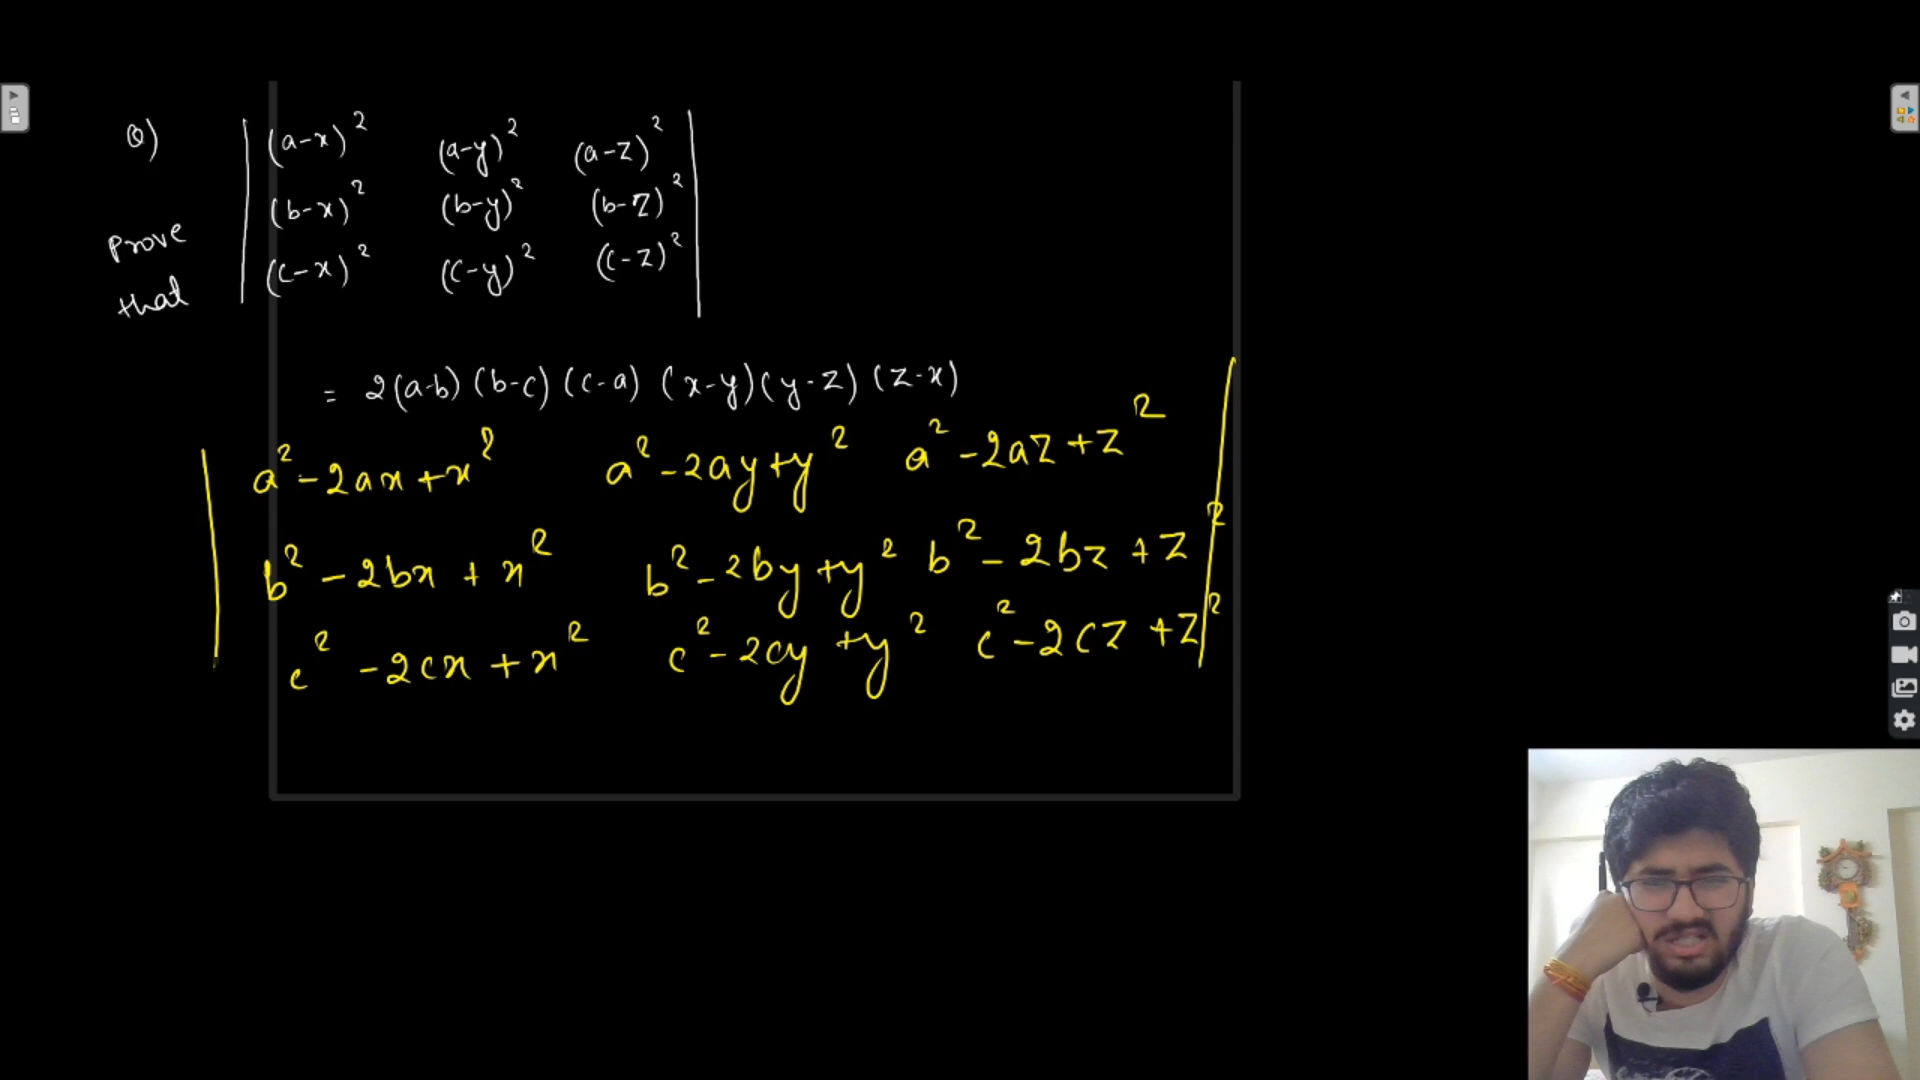 Q) (a-x)² (a-y)² (a-z)²
(b-x)² (b-y)² (b-z)²
Prove
(c-x)² (c-y)² (c-z)²
that
= 2(a-b) (b-c) (c-a) (x-y)(y-z) (z-x)
a²-2ax+x² a²-2ay+y² a²-2az+z²
b²-2bx+x² b²-2by+y² b²-2bz+z²
c²-2cx+x² c²-2cy+y² c²-2cz+z²